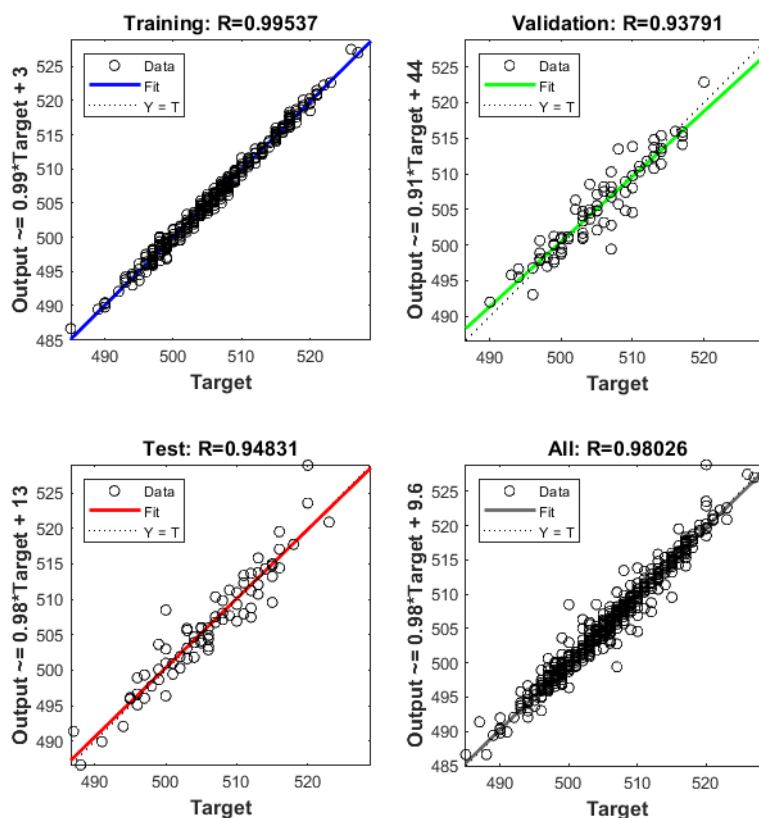 Training: R=0.99537
Output ~= 0.99*Target + 3
Data
Fit
Y = T
525
520
515
510
505
500
495
490
485
490
500
510
520
Target
Validation: R=0.93791
Output ~= 0.91*Target + 44
Data
Fit
Y = T
525
520
515
510
505
500
495
490
490
500
510
520
Target
Test: R=0.94831
Output ~= 0.98*Target + 13
Data
Fit
Y = T
525
520
515
510
505
500
495
490
490
500
510
520
Target
All: R=0.98026
Output ~= 0.98*Target + 9.6
Data
Fit
Y = T
525
520
515
510
505
500
495
490
485
490
500
510
520
Target